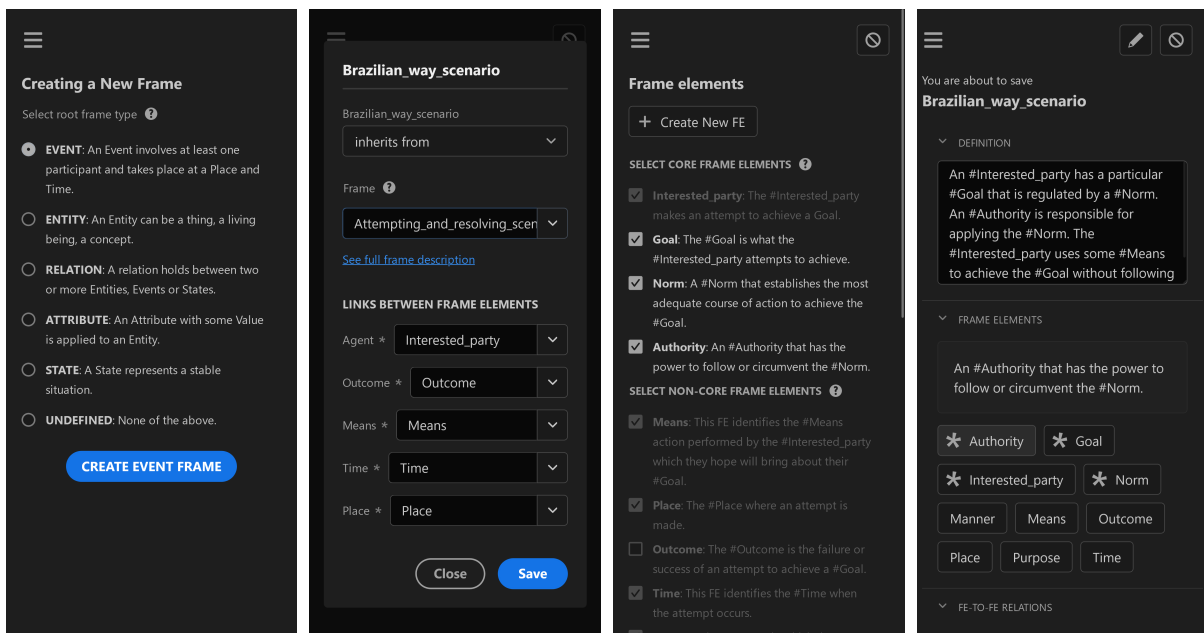 Creating a New Frame
Select root frame type ?
EVENT: An Event involves at least one
participant and takes place at a Place and
Time.
ENTITY: An Entity can be a thing, a living
being, a concept.
RELATION: A relation holds between two
or more Entities, Events or States.
ATTRIBUTE: An Attribute with some Value
is applied to an Entity.
STATE: A State represents a stable
situation.
UNDEFINED: None of the above.
CREATE EVENT FRAME
Brazilian_way_scenario
Brazilian_way_scenario
inherits from
Frame ?
Attempting_and_resolving_scen
See full frame description
LINKS BETWEEN FRAME ELEMENTS
Agent * Interested_party
Outcome * Outcome
Means * Means
Time * Time
Place * Place
Close Save
Frame elements
+ Create New FE
SELECT CORE FRAME ELEMENTS ?
Interested_party: The #Interested_party
makes an attempt to achieve a Goal.
Goal: The #Goal is what the
#Interested_party attempts to achieve.
Norm: A #Norm that establishes the most
adequate course of action to achieve the
#Goal.
Authority: An #Authority that has the
power to follow or circumvent the #Norm.
SELECT NON-CORE FRAME ELEMENTS ?
Means: This FE identifies the #Means
action performed by the #Interested_party
which they hope will bring about their
#Goal.
Place: The #Place where an attempt is
made.
Outcome: The #Outcome is the failure or
success of an attempt to achieve a #Goal.
Time: This FE identifies the #Time when
the attempt occurs.
You are about to save
Brazilian_way_scenario
DEFINITION
An #Interested_party has a particular
#Goal that is regulated by a #Norm.
An #Authority is responsible for
applying the #Norm. The
#Interested_party uses some #Means
to achieve the #Goal without following
FRAME ELEMENTS
An #Authority that has the power to
follow or circumvent the #Norm.
Authority Goal
Interested_party Norm
Manner Means Outcome
Place Purpose Time
FE-TO-FE RELATIONS